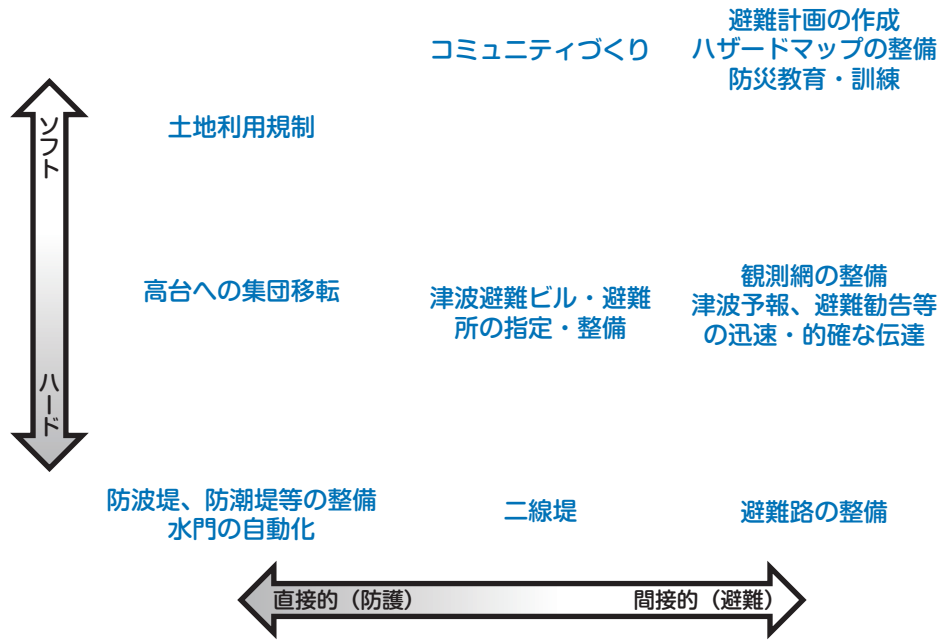 避難計画の作成
コミュニティづくり
ハザードマップの整備
防災教育・訓練
ソフト
土地利用規制
高台への集団移転
津波避難ビル・避難
所の指定・整備
観測網の整備
津波予報、避難勧告等
の迅速・的確な伝達
ハード
防波堤、防潮堤等の整備
水門の自動化
二線堤
避難路の整備
直接的（防護）
間接的（避難）